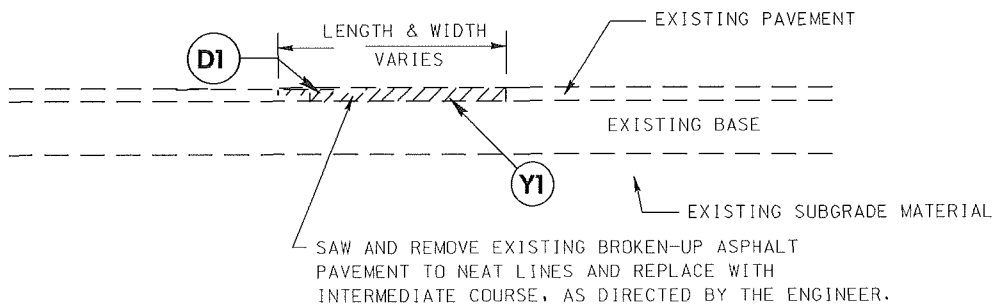 LENGTH & WIDTH
VARIES
EXISTING PAVEMENT
D1
EXISTING BASE
Y1
EXISTING SUBGRADE MATERIAL
SAW AND REMOVE EXISTING BROKEN-UP ASPHALT
PAVEMENT TO NEAT LINES AND REPLACE WITH
INTERMEDIATE COURSE, AS DIRECTED BY THE ENGINEER.